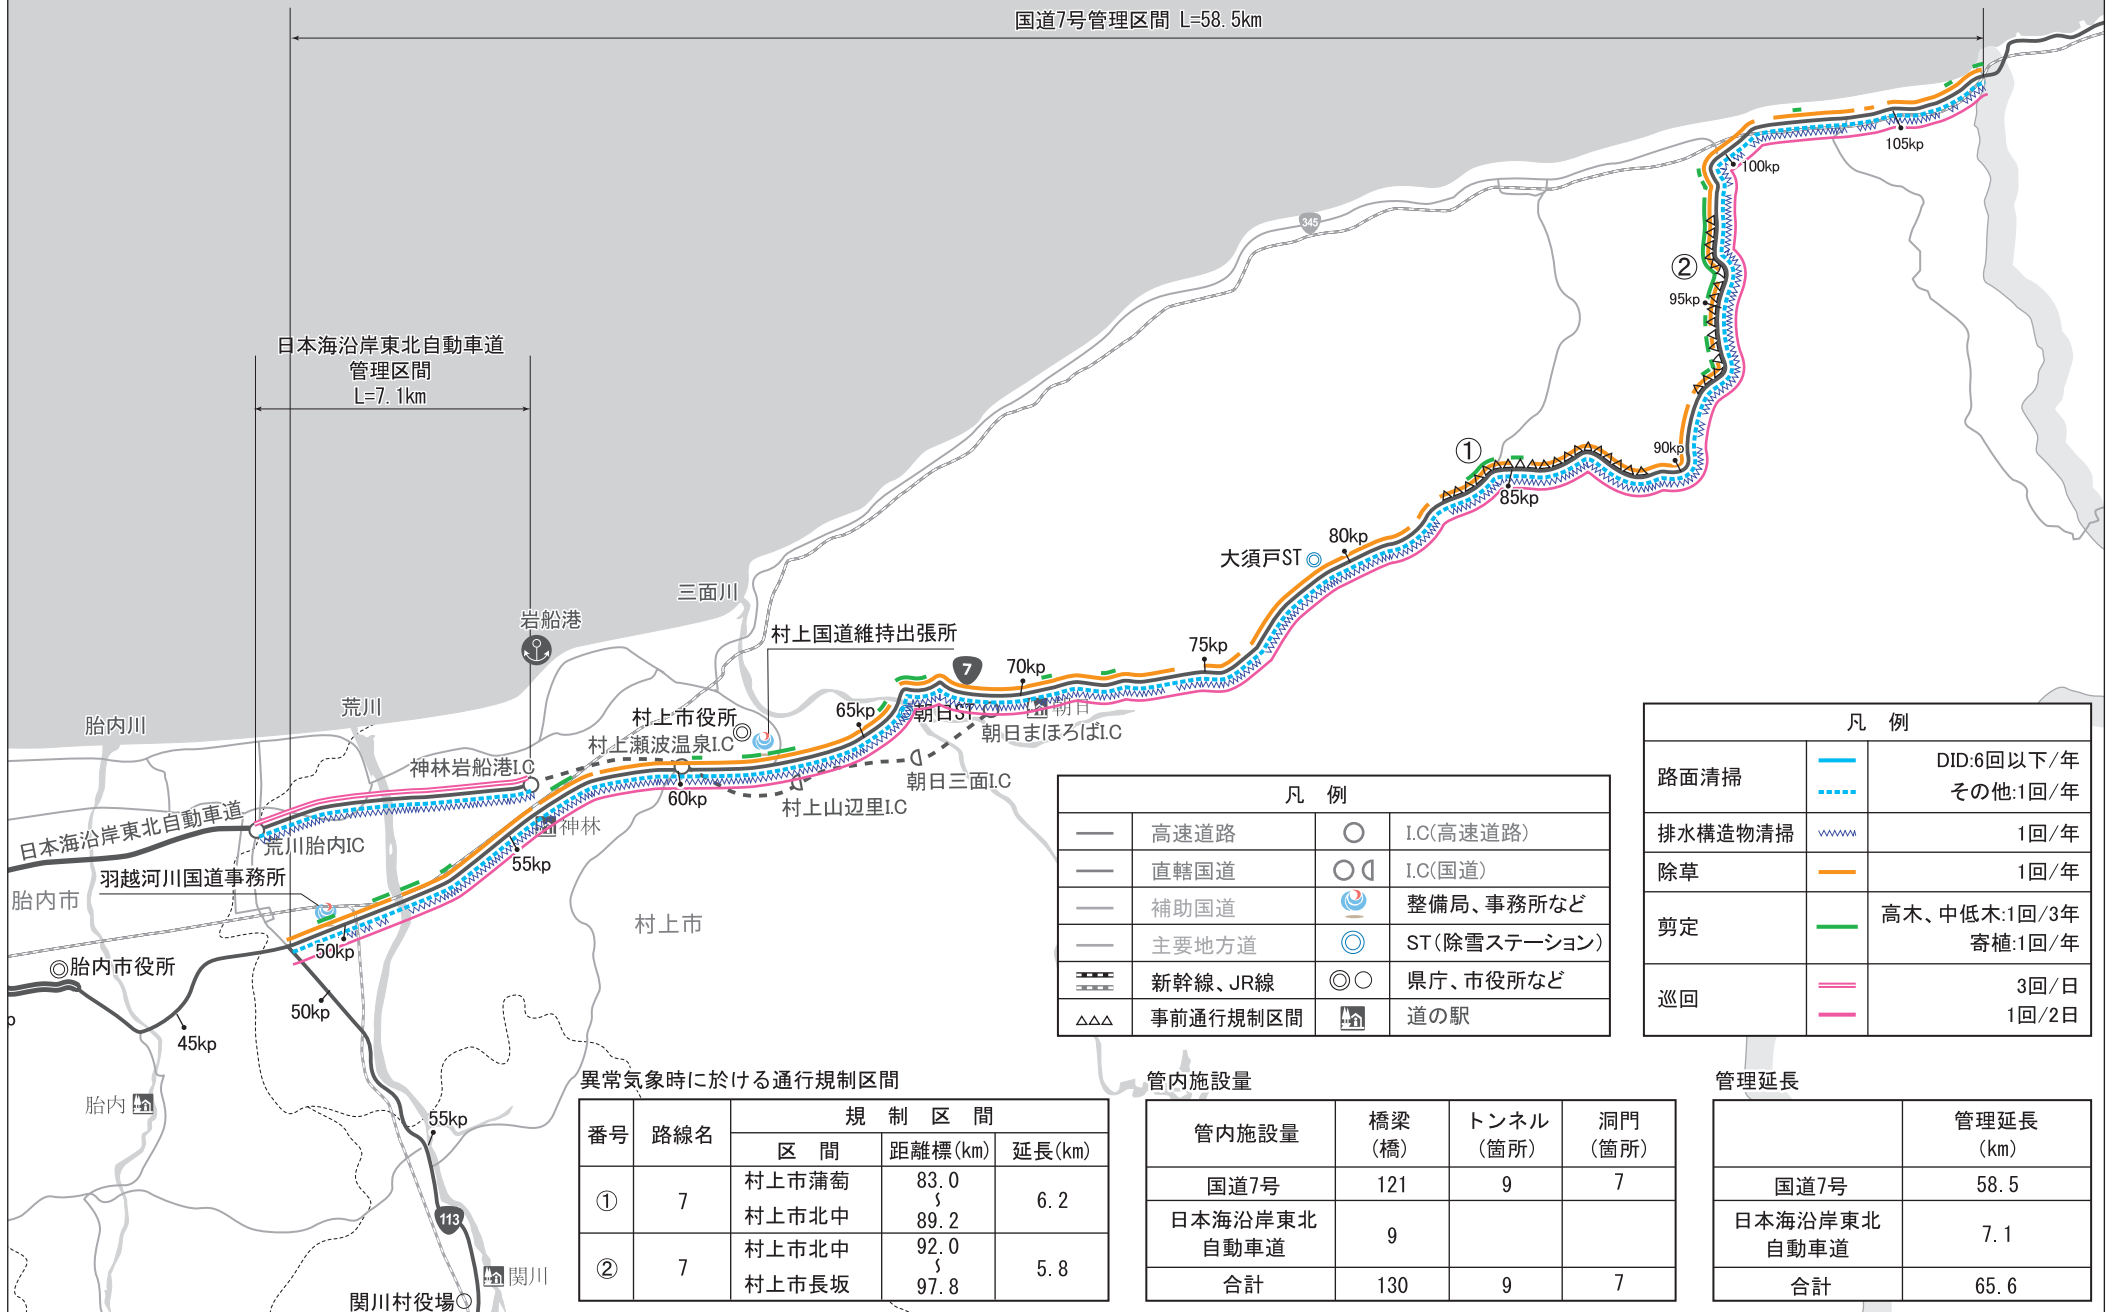 国道7号管理区間 L=58.5km
日本海沿岸東北自動車道
管理区間
L=7.1km
345
105kp
100kp
②
95kp
①
90kp
85kp
80kp
大須戸ST
75kp
三面川
岩船港
村上国道維持出張所
7
70kp
65kp
朝日ST
朝日
朝日まほろばI.C
荒川
胎内川
村上市役所
村上瀬波温泉I.C
神林岩船港I.C
朝日三面I.C
60kp
村上山辺里I.C
日本海沿岸東北自動車道
荒川胎内IC
神林
55kp
羽越河川国道事務所
胎内市
村上市
50kp
胎内市役所
50kp
45kp
p
胎内
55kp
113
関川
関川村役場
凡 例
高速道路 I.C(高速道路)
直轄国道 I.C(国道)
補助国道 整備局、事務所など
主要地方道 ST(除雪ステーション)
新幹線、JR線 県庁、市役所など
事前通行規制区間 道の駅
凡 例
路面清掃 DID:6回以下/年
その他:1回/年
排水構造物清掃 1回/年
除草 1回/年
剪定 高木、中低木:1回/3年
寄植:1回/年
巡回 3回/日
1回/2日
異常気象時に於ける通行規制区間
番号 路線名 規 制 区 間
区 間 距離標(km) 延長(km)
① 7 村上市蒲萄 83.0 ~ 村上市北中 89.2 6.2
② 7 村上市北中 92.0 ~ 村上市長坂 97.8 5.8
管内施設量
管内施設量 橋梁(橋) トンネル(箇所) 洞門(箇所)
国道7号 121 9 7
日本海沿岸東北自動車道 9
合計 130 9 7
管理延長
管理延長(km)
国道7号 58.5
日本海沿岸東北自動車道 7.1
合計 65.6